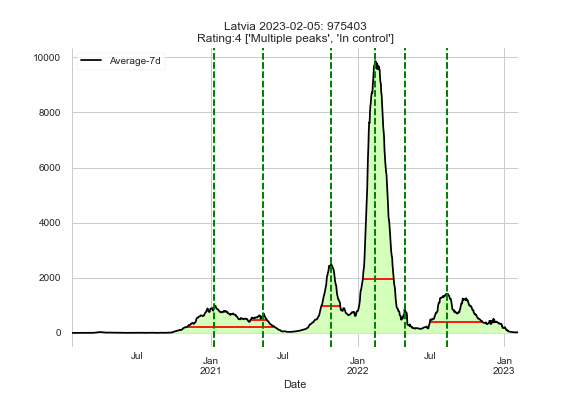 Latvia 2023-02-05: 975403
Rating:4 ['Multiple peaks', 'In control']
Average-7d
10000
8000
6000
4000
2000
0
Jul
Jan
2021
Jul
Jan
2022
Jul
Jan
2023
Date